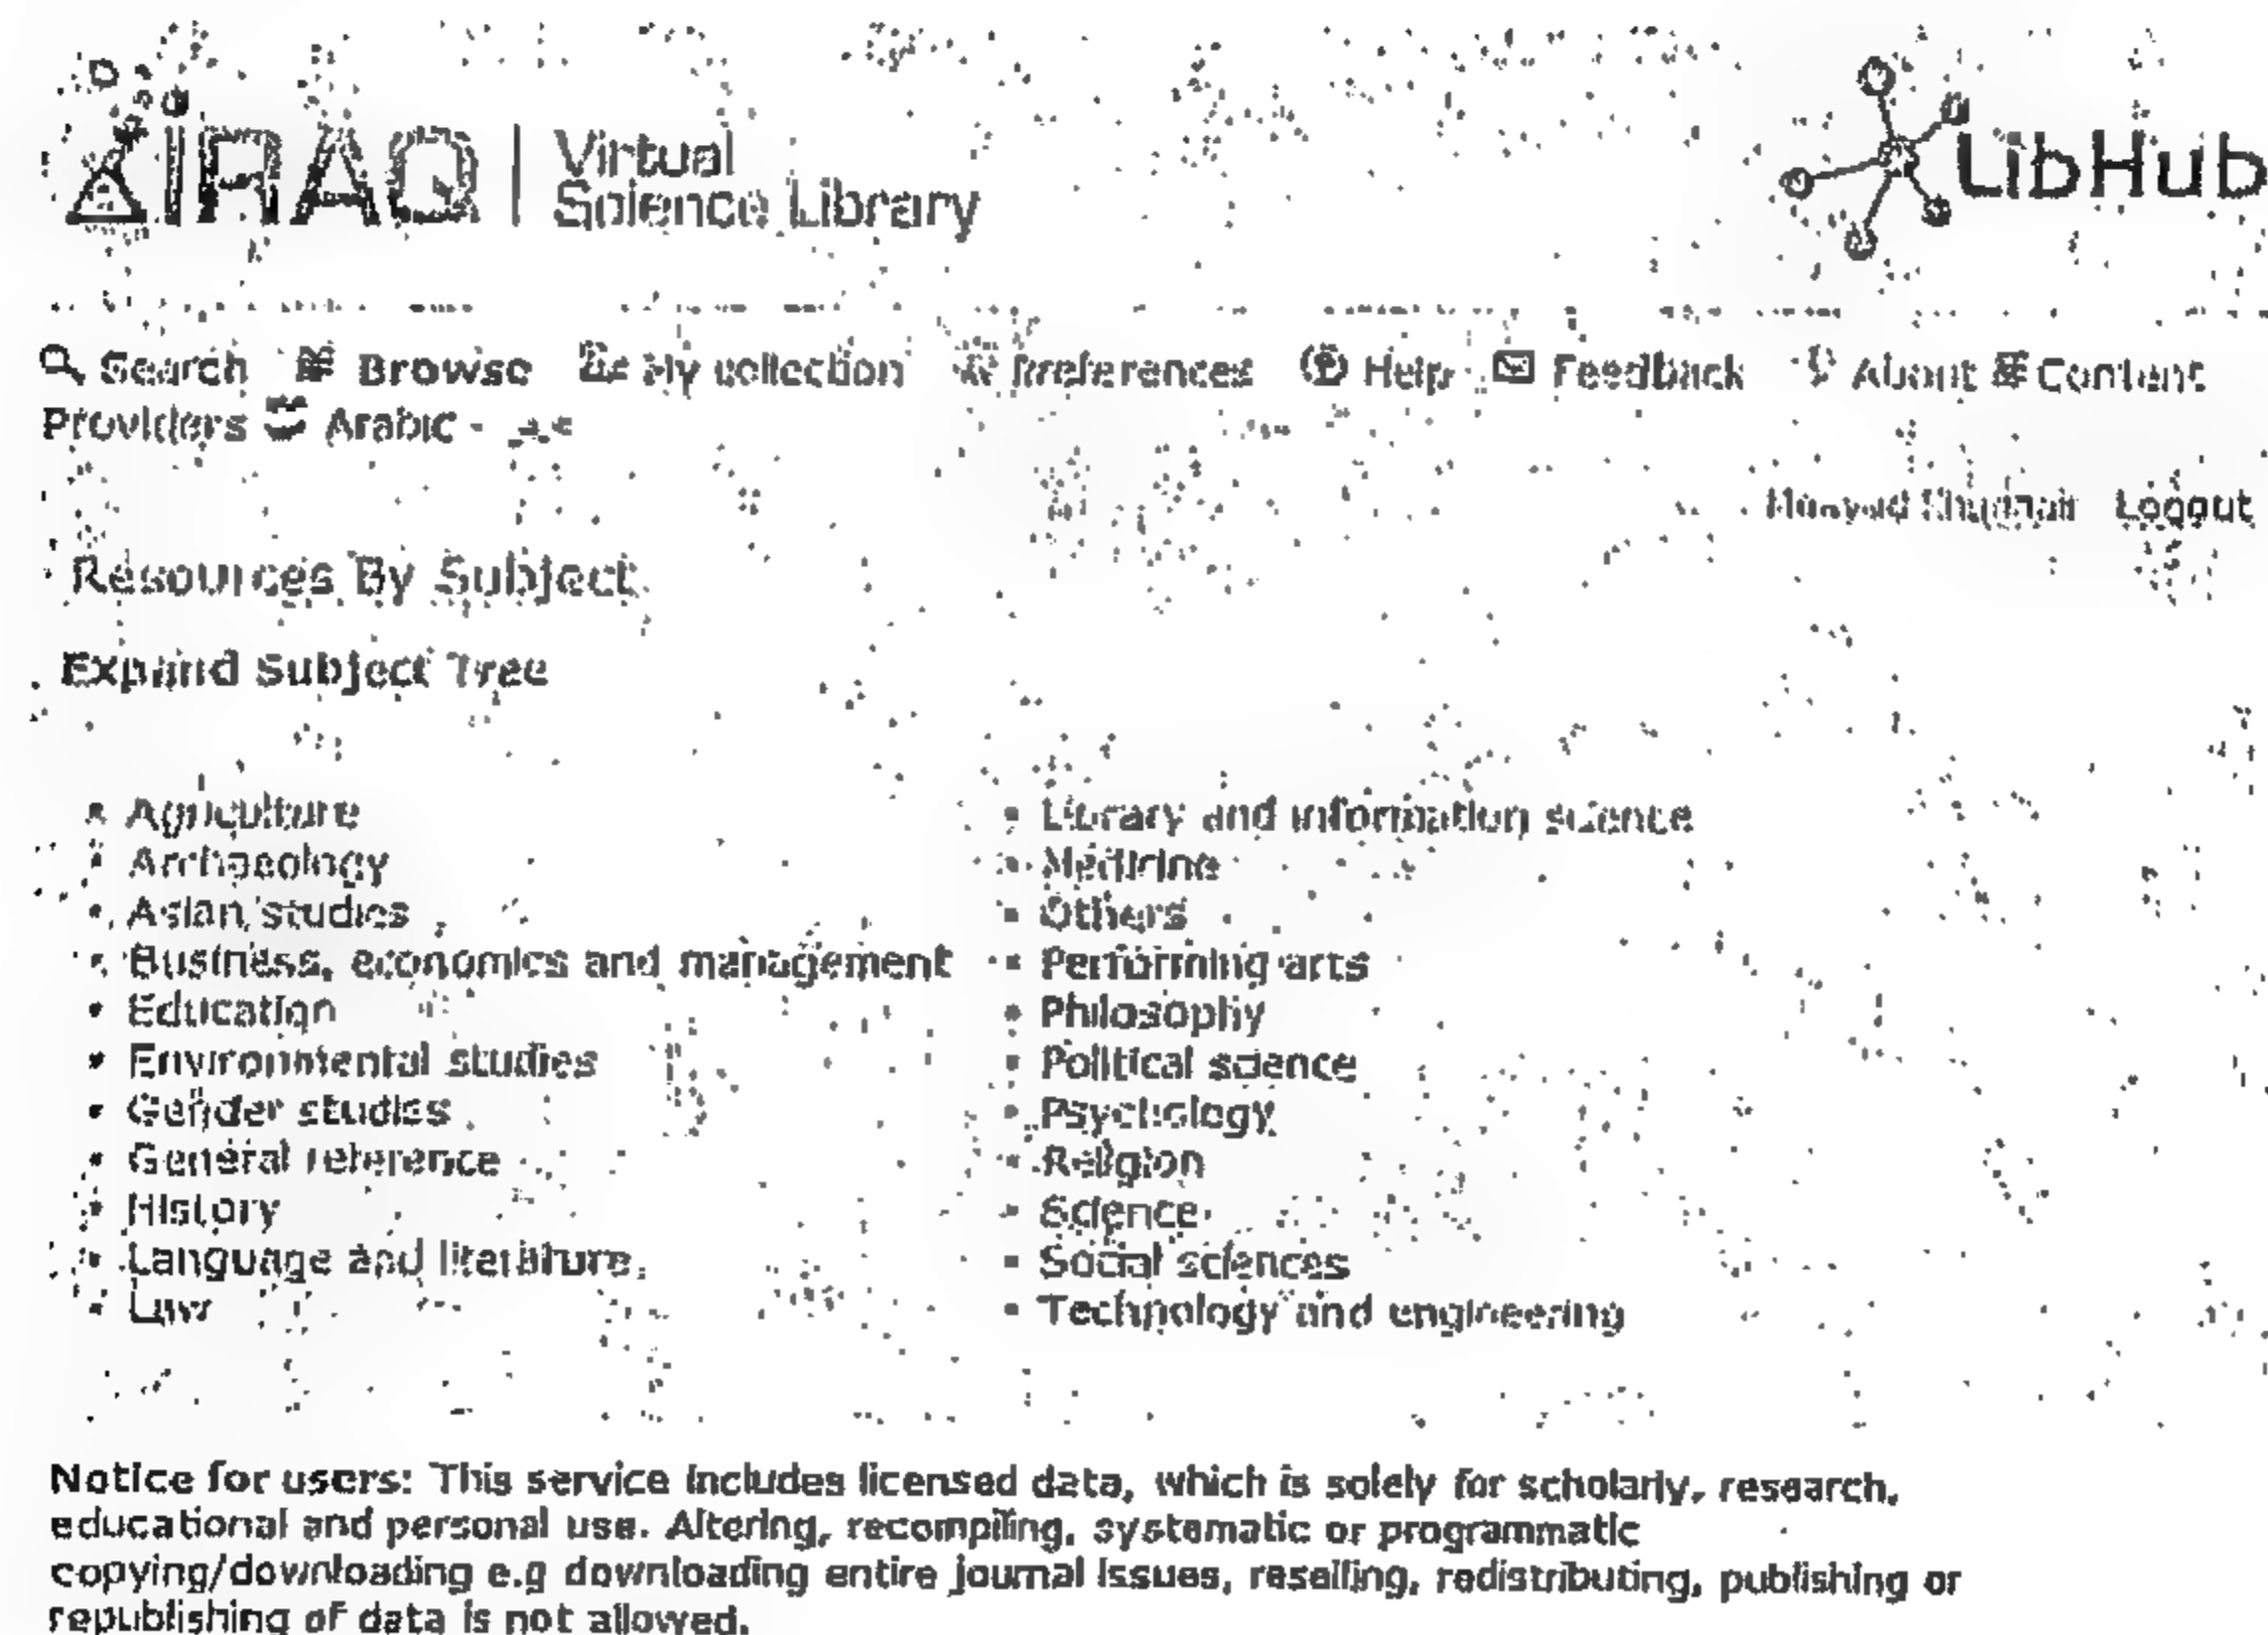 IRAQ | Virtual Science Library
LibHub
Search Browse My collection Preferences Help Feedback About Content
Providers Arabic -
Logout
Resources By Subject
Expand Subject Tree
Agriculture
Archaeology
Asian studies
Business, economics and management
Education
Environmental studies
Gender studies
General reference
History
Language and literature
Law
Library and information science
Medicine
Others
Performing arts
Philosophy
Political science
Psychology
Religion
Science
Social sciences
Technology and engineering
Notice for users: This service includes licensed data, which is solely for scholarly, research,
educational and personal use. Altering, recompiling, systematic or programmatic
copying/downloading e.g downloading entire journal issues, reselling, redistributing, publishing or
republishing of data is not allowed.